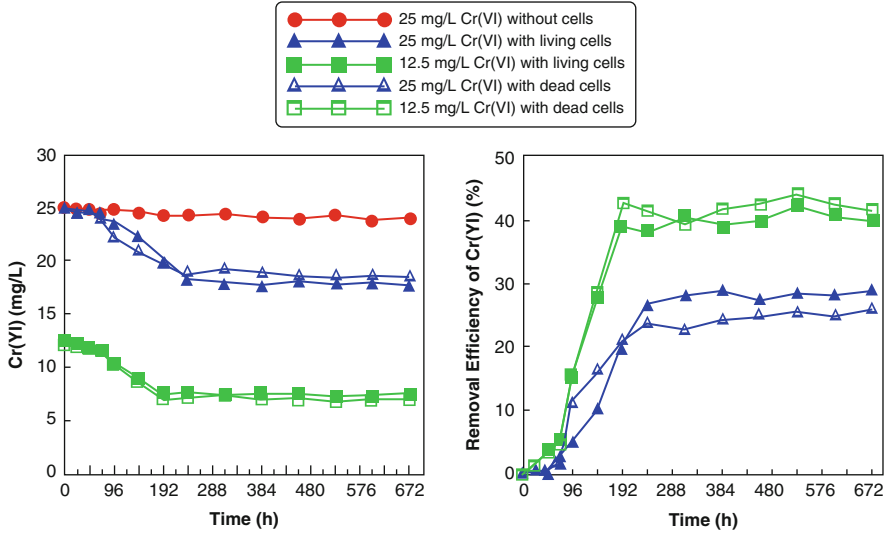 25 mg/L Cr(VI) without cells
25 mg/L Cr(VI) with living cells
12.5 mg/L Cr(VI) with living cells
25 mg/L Cr(VI) with dead cells
12.5 mg/L Cr(VI) with dead cells
Cr(YI) (mg/L)
30
25
20
15
10
5
0
0 96 192 288 384 480 576 672
Time (h)
Removal Efficiency of Cr(YI) (%)
50
40
30
20
10
0
0 96 192 288 384 480 576 672
Time (h)